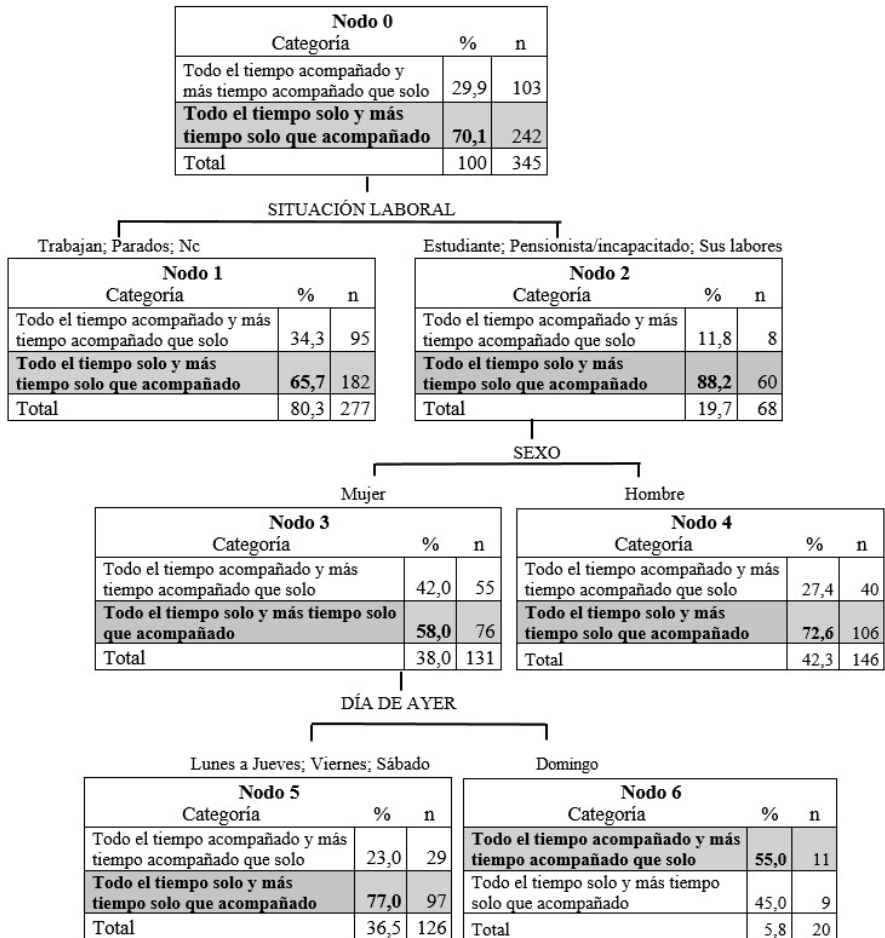 Nodo 0
Categoría % n
Todo el tiempo acompañado y
más tiempo acompañado que solo 29,9 103
Todo el tiempo solo y más
tiempo solo que acompañado 70,1 242
Total 100 345
SITUACIÓN LABORAL
Trabajan; Parados; Nc
Nodo 1
Categoría % n
Todo el tiempo acompañado y más
tiempo acompañado que solo 34,3 95
Todo el tiempo solo y más
tiempo solo que acompañado 65,7 182
Total 80,3 277
Estudiante; Pensionista/incapacitado; Sus labores
Nodo 2
Categoría % n
Todo el tiempo acompañado y más
tiempo acompañado que solo 11,8 8
Todo el tiempo solo y más
tiempo solo que acompañado 88,2 60
Total 19,7 68
SEXO
Mujer
Nodo 3
Categoría % n
Todo el tiempo acompañado y más
tiempo acompañado que solo 42,0 55
Todo el tiempo solo y más tiempo solo
que acompañado 58,0 76
Total 38,0 131
Hombre
Nodo 4
Categoría % n
Todo el tiempo acompañado y más
tiempo acompañado que solo 27,4 40
Todo el tiempo solo y más
tiempo solo que acompañado 72,6 106
Total 42,3 146
DÍA DE AYER
Lunes a Jueves; Viernes; Sábado
Nodo 5
Categoría % n
Todo el tiempo acompañado y más
tiempo acompañado que solo 23,0 29
Todo el tiempo solo y más
tiempo solo que acompañado 77,0 97
Total 36,5 126
Domingo
Nodo 6
Categoría % n
Todo el tiempo acompañado y más
tiempo acompañado que solo 55,0 11
Todo el tiempo solo y más tiempo
solo que acompañado 45,0 9
Total 5,8 20